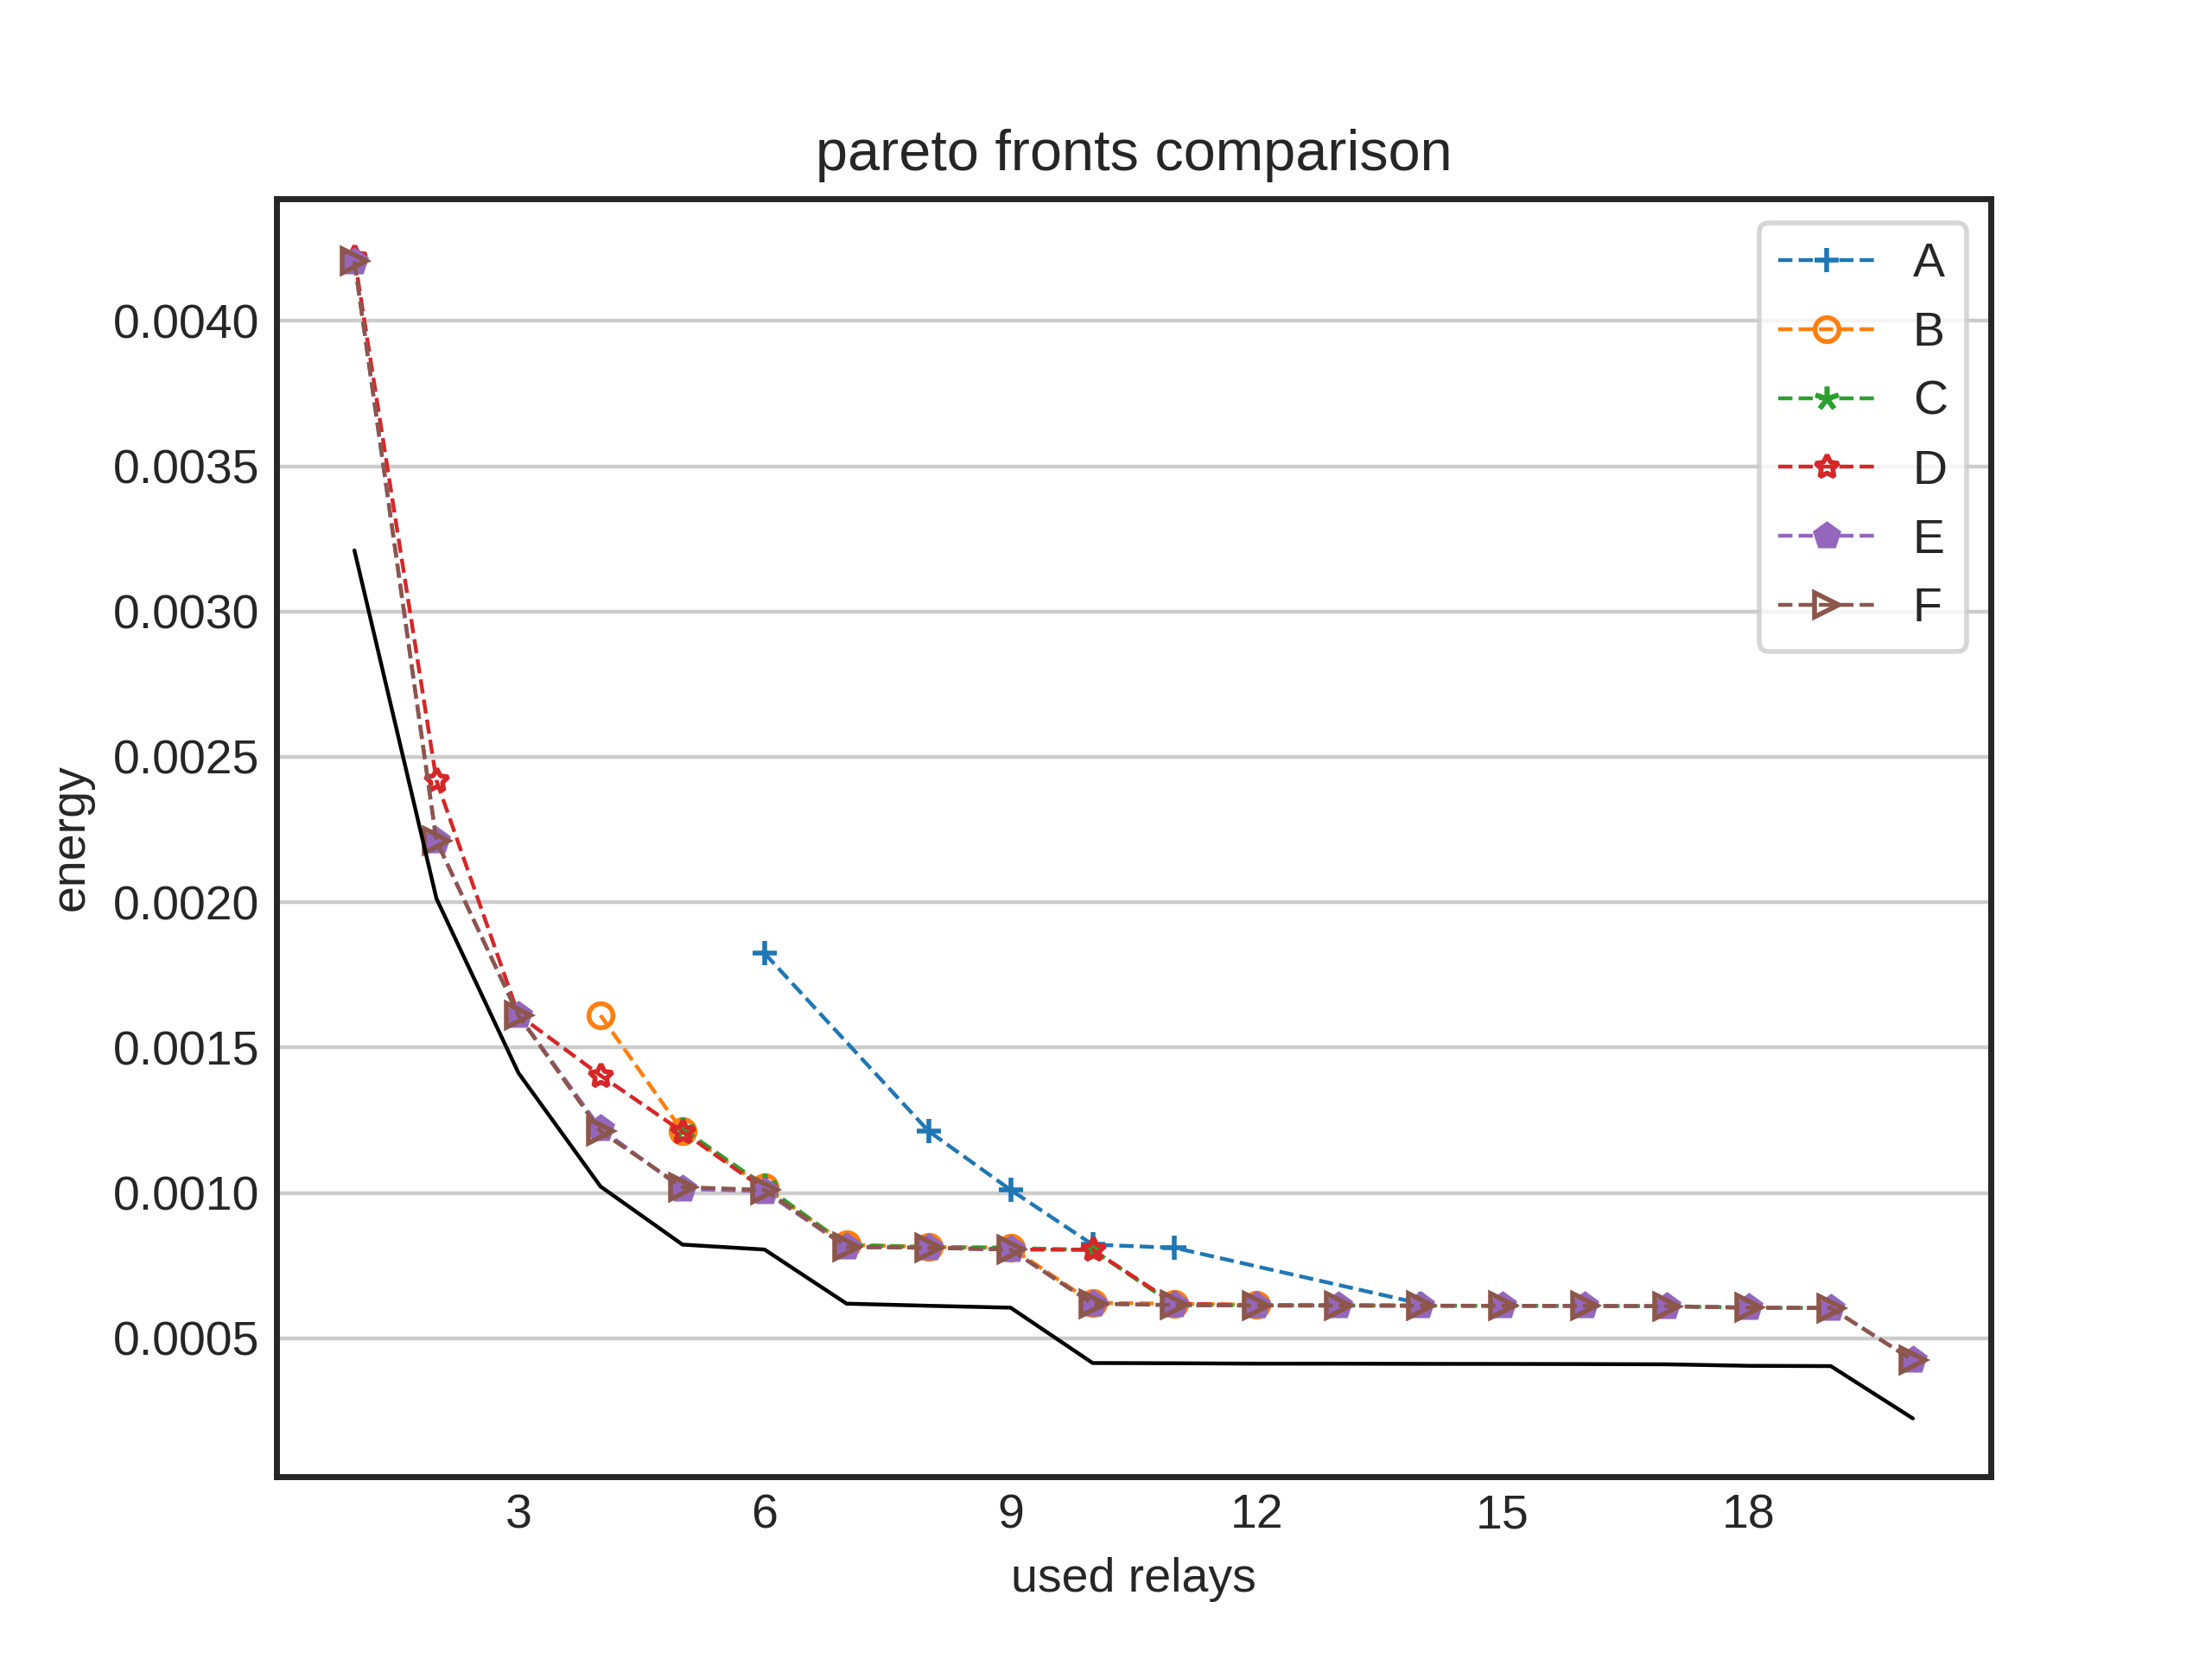 pareto fronts comparison
A
B
C
D
E
F
0.0040
0.0035
0.0030
0.0025
0.0020
0.0015
0.0010
0.0005
energy
3 6 9 12 15 18
used relays